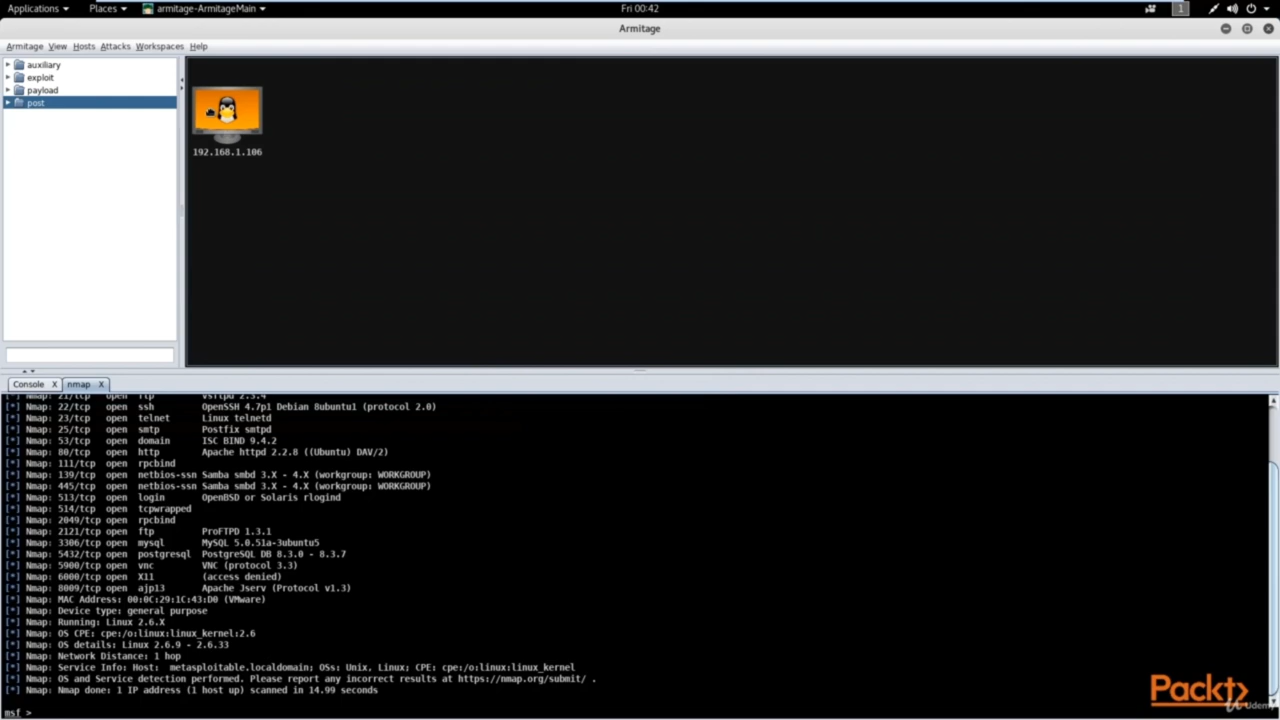 Applications Places armitage-ArmitageMain Fri 00:42 1
Armitage
Armitage View Hosts Attacks Workspaces Help
auxiliary
exploit
payload
post
192.168.1.106
Console X nmap X
[*] Nmap: 21/tcp open ftp vsftpd 2.3.4
[*] Nmap: 22/tcp open ssh OpenSSH 4.7p1 Debian 8ubuntu1 (protocol 2.0)
[*] Nmap: 23/tcp open telnet Linux telnetd
[*] Nmap: 25/tcp open smtp Postfix smtpd
[*] Nmap: 53/tcp open domain ISC BIND 9.4.2
[*] Nmap: 80/tcp open http Apache httpd 2.2.8 ((Ubuntu) DAV/2)
[*] Nmap: 111/tcp open rpcbind
[*] Nmap: 139/tcp open netbios-ssn Samba smbd 3.X - 4.X (workgroup: WORKGROUP)
[*] Nmap: 445/tcp open netbios-ssn Samba smbd 3.X - 4.X (workgroup: WORKGROUP)
[*] Nmap: 513/tcp open login OpenBSD or Solaris rlogind
[*] Nmap: 514/tcp open tcpwrapped
[*] Nmap: 2049/tcp open rpcbind
[*] Nmap: 2121/tcp open ftp ProFTPD 1.3.1
[*] Nmap: 3306/tcp open mysql MySQL 5.0.51a-3ubuntu5
[*] Nmap: 5432/tcp open postgresql PostgreSQL DB 8.3.0 - 8.3.7
[*] Nmap: 5900/tcp open vnc VNC (protocol 3.3)
[*] Nmap: 6000/tcp open X11 (access denied)
[*] Nmap: 8009/tcp open ajp13 Apache Jserv (Protocol v1.3)
[*] Nmap: MAC Address: 00:0C:29:1C:43:D0 (VMware)
[*] Nmap: Device type: general purpose
[*] Nmap: Running: Linux 2.6.X
[*] Nmap: OS CPE: cpe:/o:linux:linux_kernel:2.6
[*] Nmap: OS details: Linux 2.6.9 - 2.6.33
[*] Nmap: Network Distance: 1 hop
[*] Nmap: Service Info: Host: metasploitable.localdomain; OSs: Unix, Linux; CPE: cpe:/o:linux:linux_kernel
[*] Nmap: OS and Service detection performed. Please report any incorrect results at https://nmap.org/submit/ .
[*] Nmap: Nmap done: 1 IP address (1 host up) scanned in 14.99 seconds
msf >
Packt
Udemy